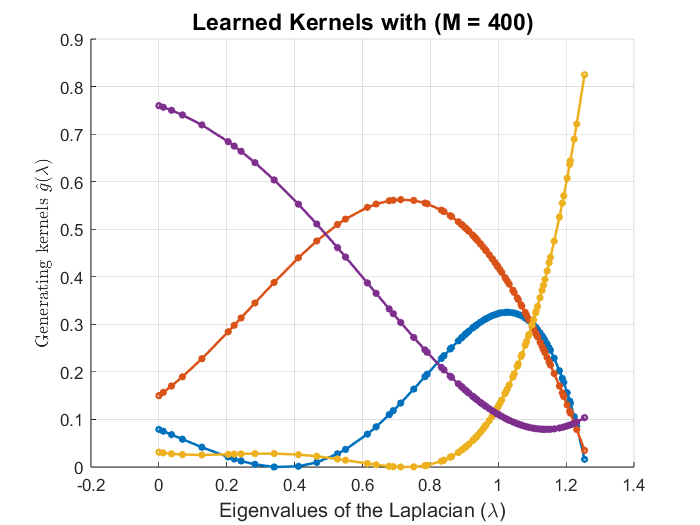 Learned Kernels with (M = 400)
Generating kernels ĝ(λ)
0.9
0.8
0.7
0.6
0.5
0.4
0.3
0.2
0.1
0
-0.2 0 0.2 0.4 0.6 0.8 1 1.2 1.4
Eigenvalues of the Laplacian (λ)